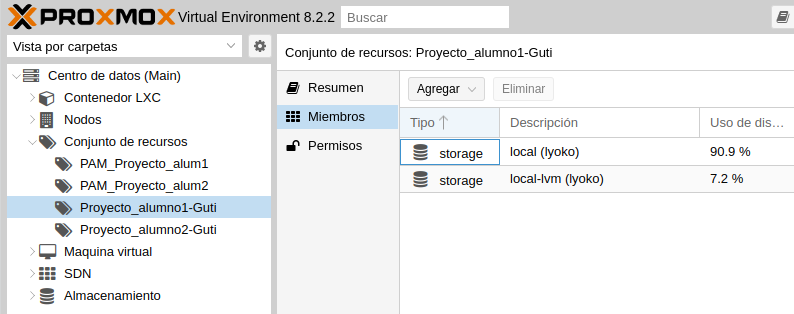 PROXMOX Virtual Environment 8.2.2 Buscar
Vista por carpetas
Conjunto de recursos: Proyecto_alumno1-Guti
Centro de datos (Main)
Contenedor LXC
Nodos
Conjunto de recursos
PAM_Proyecto_alum1
PAM_Proyecto_alum2
Proyecto_alumno1-Guti
Proyecto_alumno2-Guti
Maquina virtual
SDN
Almacenamiento
Resumen
Miembros
Permisos
Agregar Eliminar
Tipo Descripción Uso de dis...
storage local (lyoko) 90.9 %
storage local-lvm (lyoko) 7.2 %